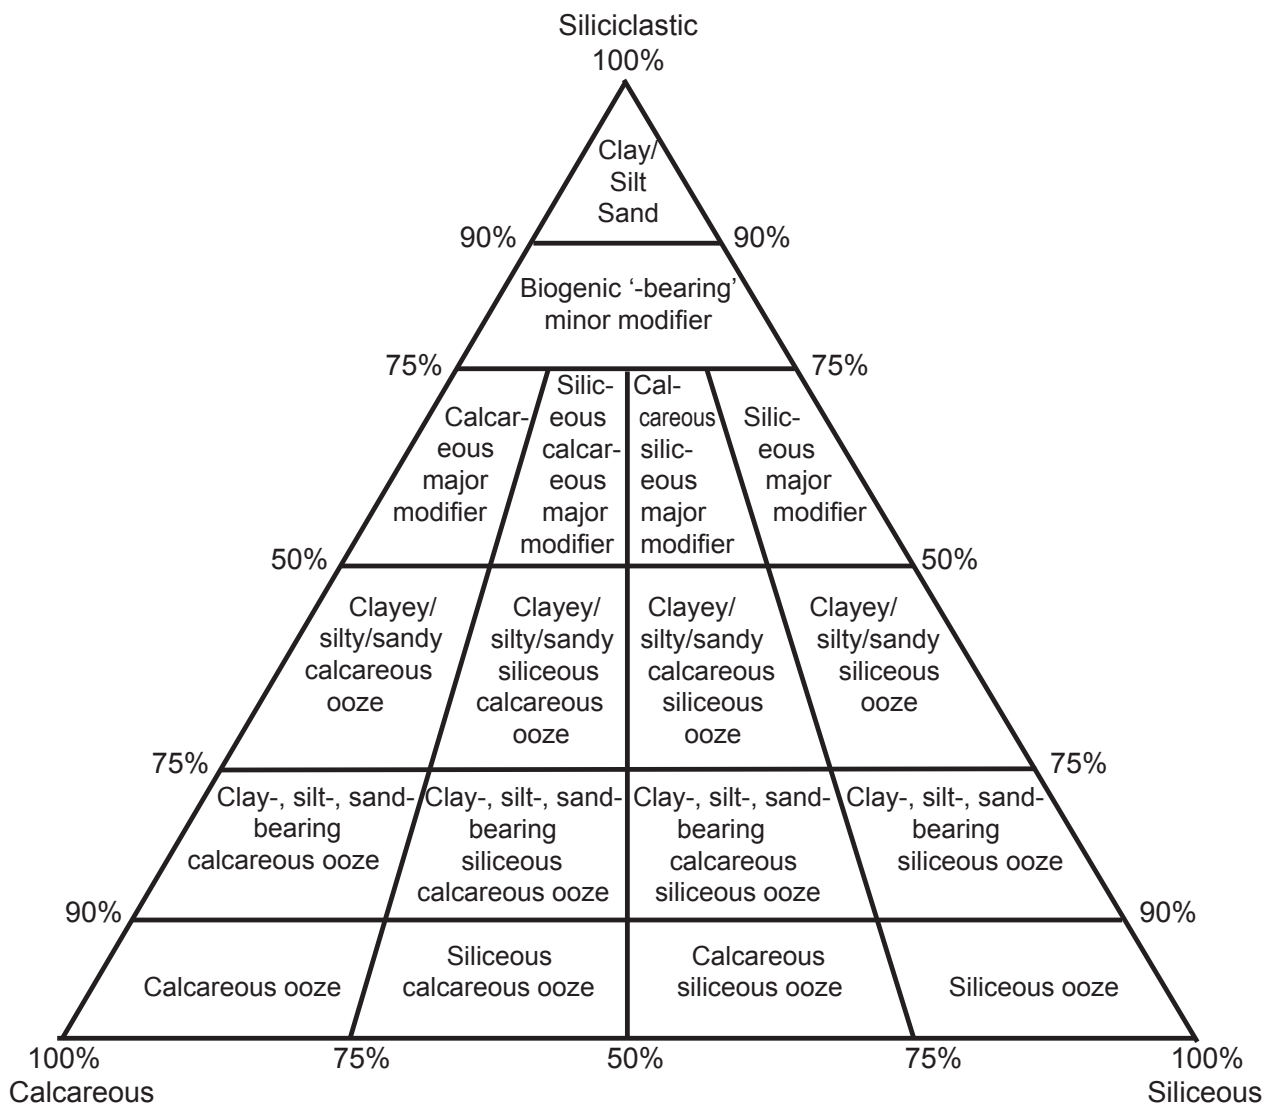 Siliciclastic
100%
Clay/
Silt
Sand
90%
90%
Biogenic ‘-bearing’
minor modifier
75%
75%
Calcar-
eous
major
modifier
Silic-
eous
calcar-
eous
major
modifier
Cal-
careous
silic-
eous
major
modifier
Silic-
eous
major
modifier
50%
50%
Clayey/
silty/sandy
calcareous
ooze
Clayey/
silty/sandy
siliceous
calcareous
ooze
Clayey/
silty/sandy
calcareous
siliceous
ooze
Clayey/
silty/sandy
siliceous
ooze
75%
75%
Clay-, silt-, sand-
bearing
calcareous ooze
Clay-, silt-, sand-
bearing
siliceous
calcareous ooze
Clay-, silt-, sand-
bearing
calcareous
siliceous ooze
Clay-, silt-, sand-
bearing
siliceous ooze
90%
90%
Calcareous ooze
Siliceous
calcareous ooze
Calcareous
siliceous ooze
Siliceous ooze
100%
75%
50%
75%
100%
Calcareous
Siliceous